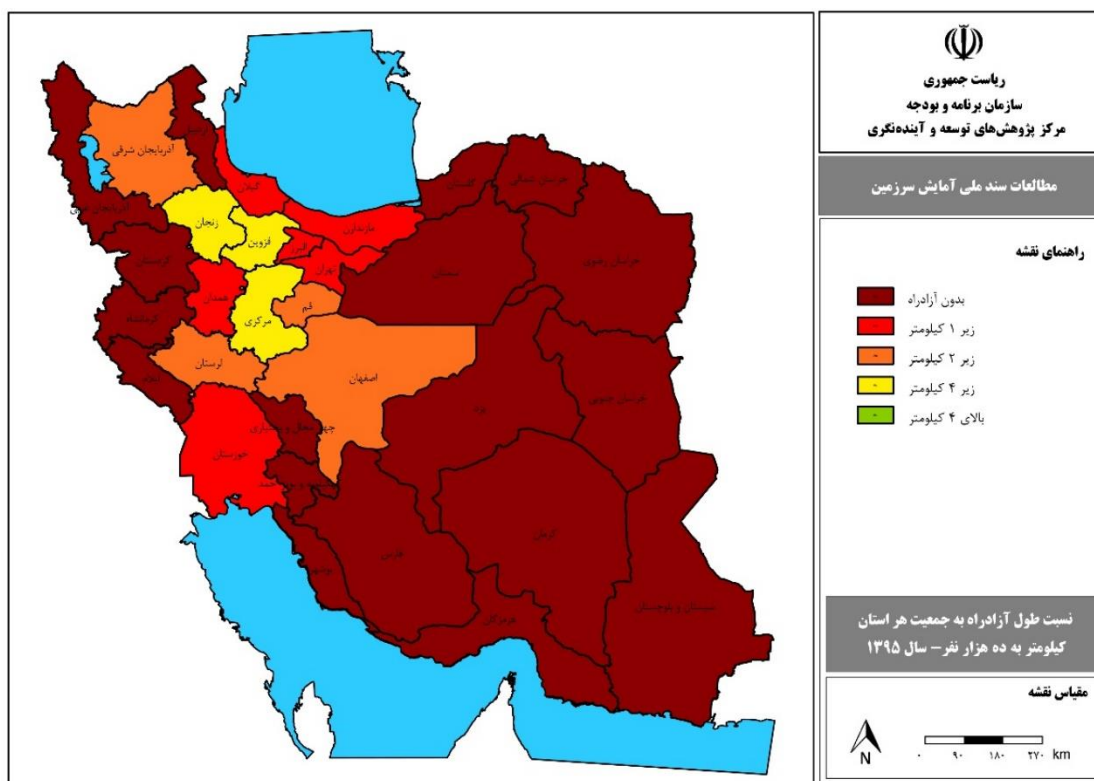 ریاست جمهوری
سازمان برنامه و بودجه
مرکز پژوهش‌های توسعه و آینده‌نگری
مطالعات سند ملی آمایش سرزمین
راهنمای نقشه
بدون آزادراه
زیر ۱ کیلومتر
زیر ۲ کیلومتر
زیر ۴ کیلومتر
بالای ۴ کیلومتر
نسبت طول آزادراه به جمعیت هر استان
کیلومتر به ده هزار نفر– سال ۱۳۹۵
مقیاس نقشه
N
۰ ۹۰ ۱۸۰ ۲۷۰ km
اردبیل
آذربایجان شرقی
آذربایجان غربی
گیلان
زنجان
قزوین
مازندران
البرز
تهران
گلستان
خراسان شمالی
خراسان رضوی
سمنان
کردستان
همدان
کرمانشاه
مرکزی
قم
لرستان
اصفهان
ایلام
خوزستان
چهارمحال و بختیاری
یزد
خراسان جنوبی
فارس
کرمان
بوشهر
هرمزگان
سیستان و بلوچستان